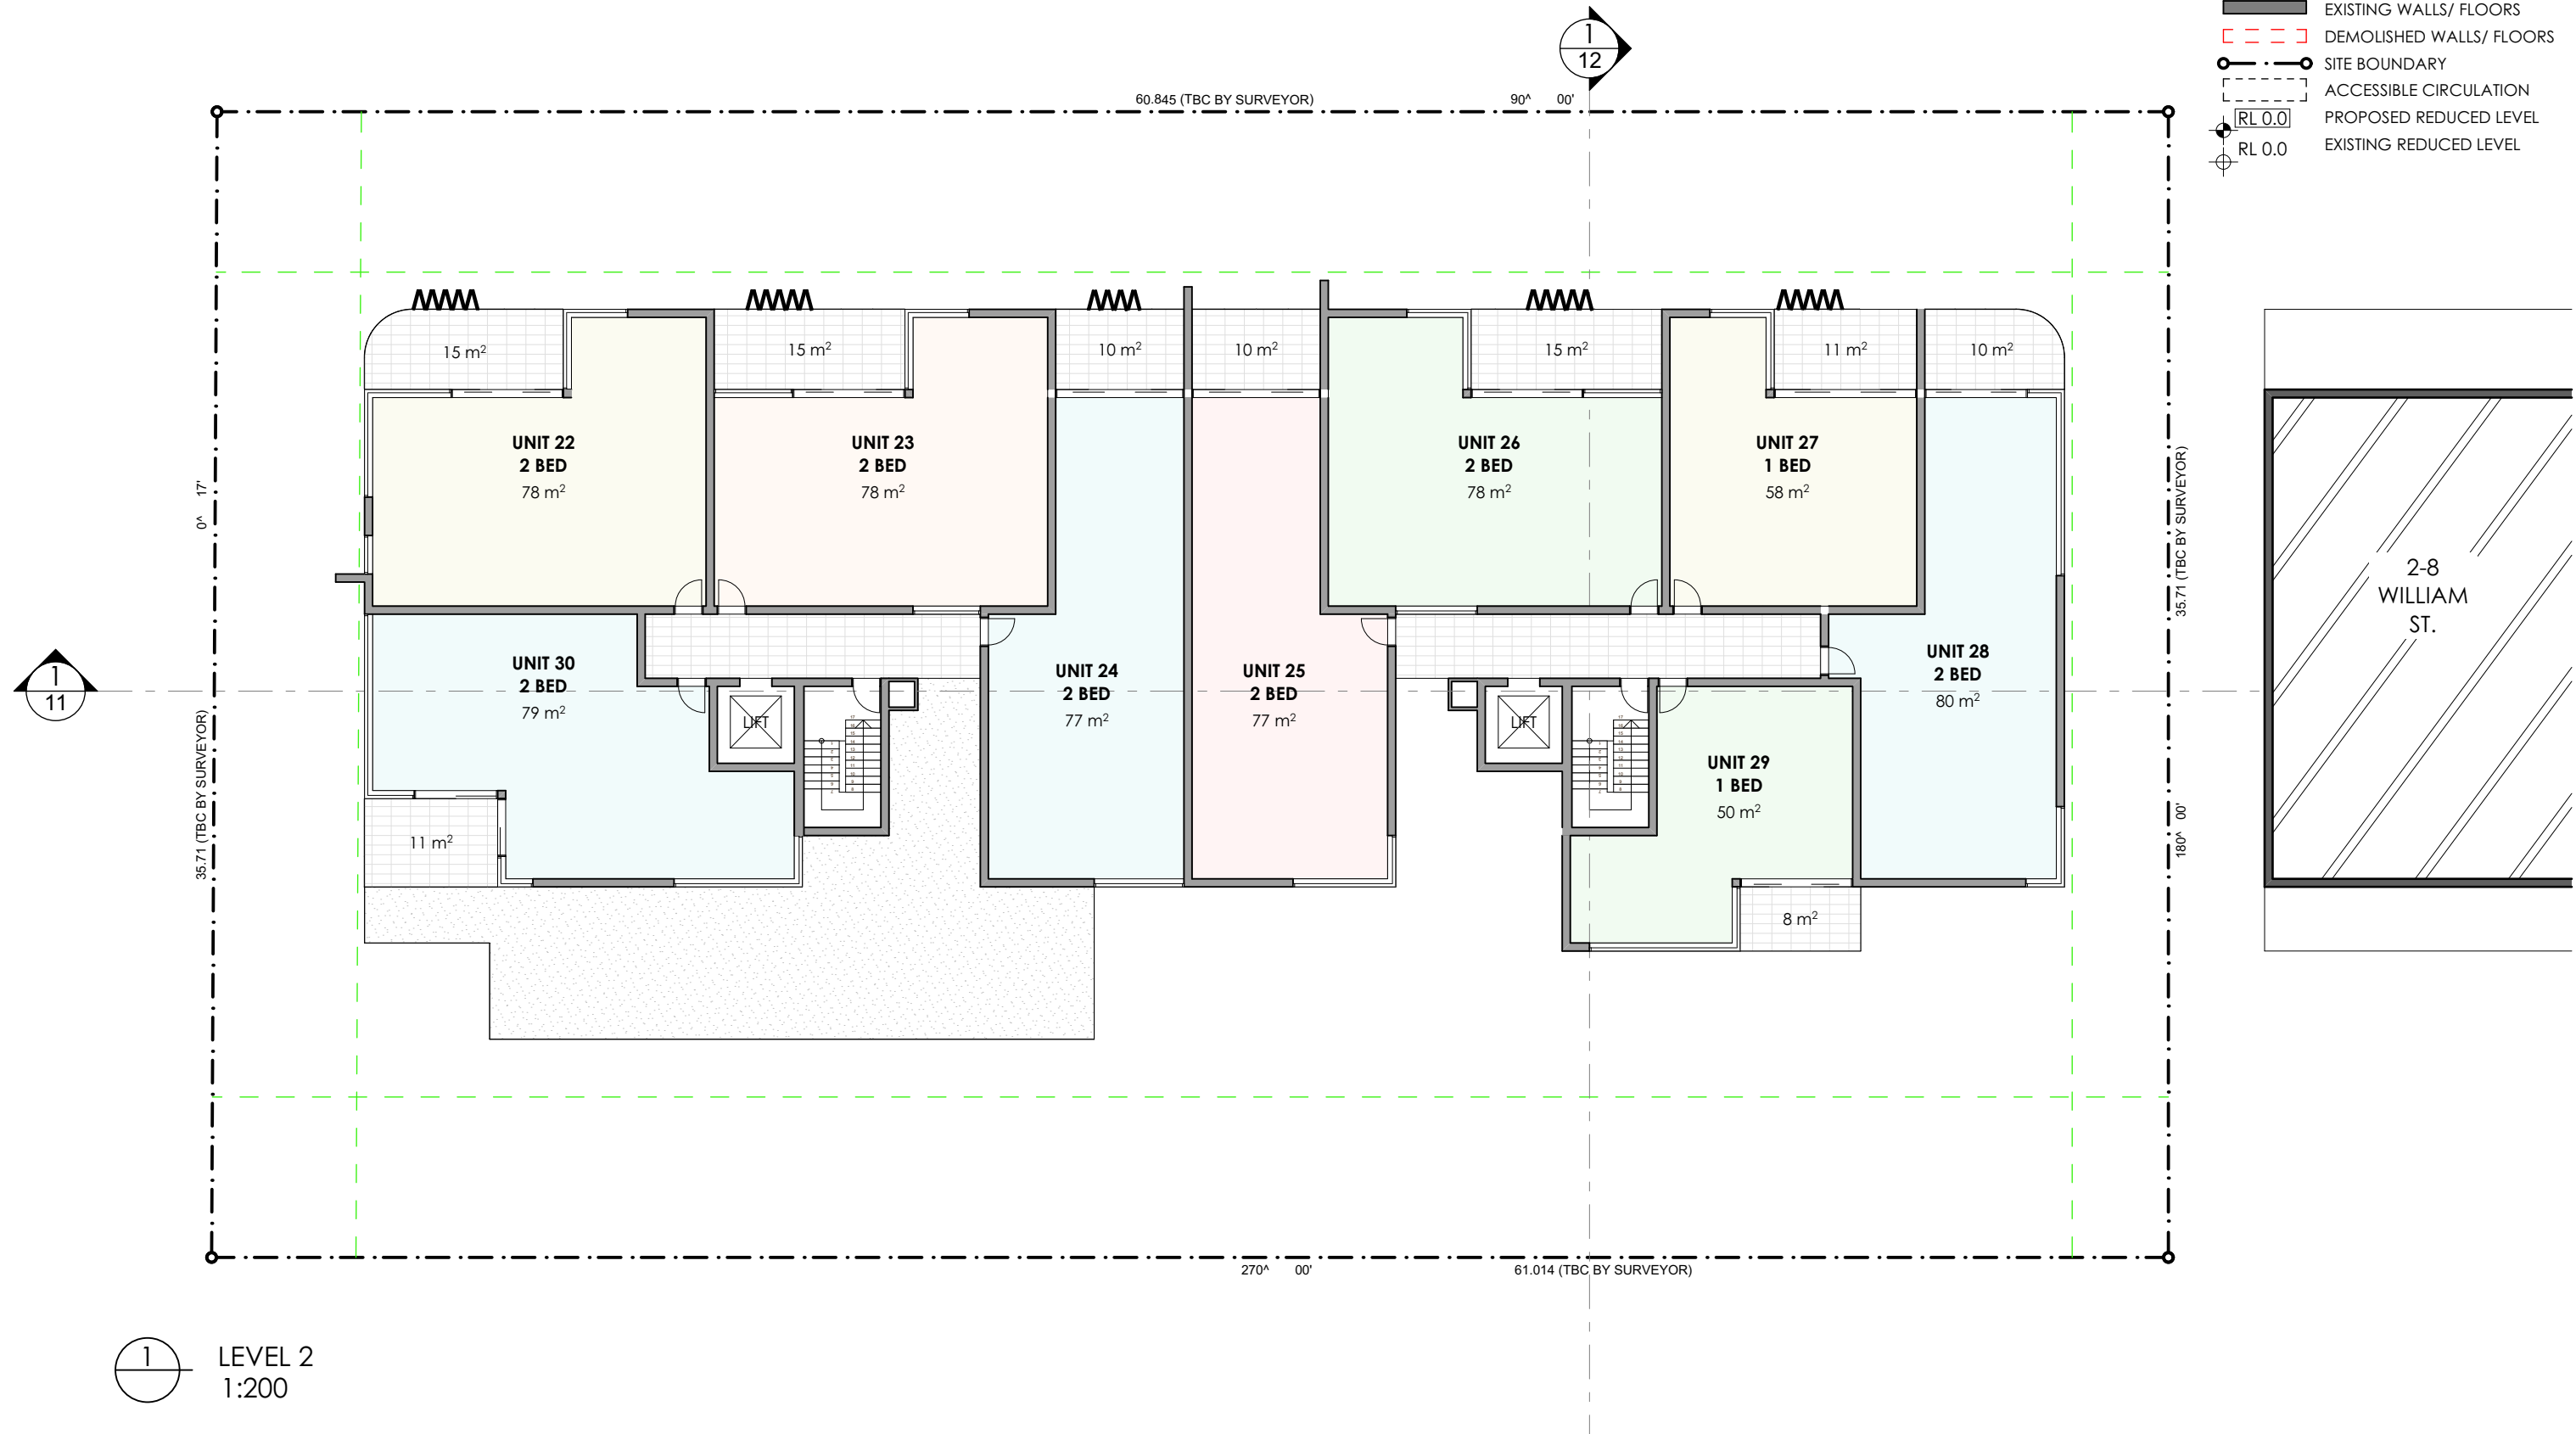 EXISTING WALLS/ FLOORS
DEMOLISHED WALLS/ FLOORS
SITE BOUNDARY
ACCESSIBLE CIRCULATION
RL 0.0 PROPOSED REDUCED LEVEL
RL 0.0 EXISTING REDUCED LEVEL
1
12
60.845 (TBC BY SURVEYOR) 90^ 00'
15 m²
15 m²
10 m²
10 m²
15 m²
11 m²
10 m²
UNIT 22
2 BED
78 m²
UNIT 23
2 BED
78 m²
UNIT 26
2 BED
78 m²
UNIT 27
1 BED
58 m²
0^ 17'
35.71 (TBC BY SURVEYOR)
35.71 (TBC BY SURVEYOR)
180^ 00'
2-8
WILLIAM
ST.
1
11
UNIT 30
2 BED
79 m²
LIFT
UNIT 24
2 BED
77 m²
UNIT 25
2 BED
77 m²
LIFT
UNIT 29
1 BED
50 m²
UNIT 28
2 BED
80 m²
11 m²
8 m²
270^ 00' 61.014 (TBC BY SURVEYOR)
1
LEVEL 2
1:200